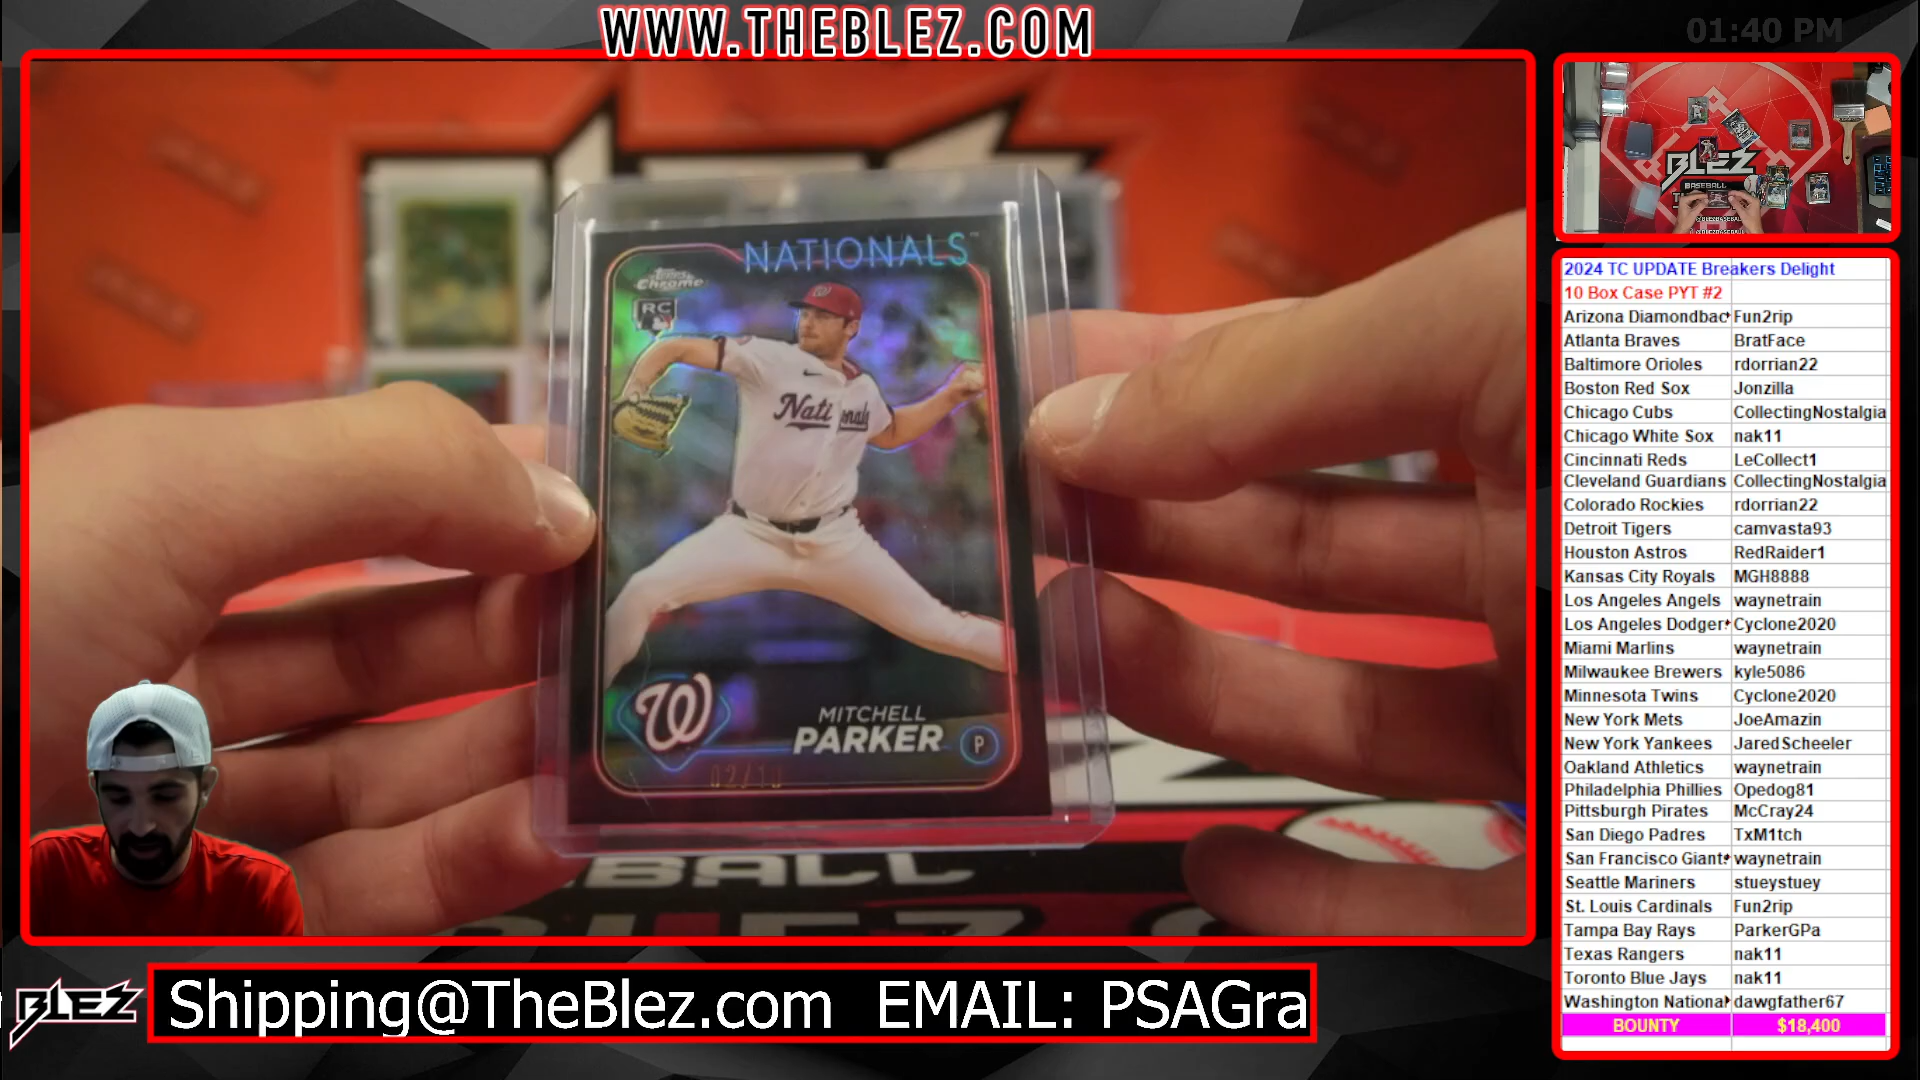 WWW.THEBLEZ.COM
01:40 PM
NATIONALS
Topps
Chrome
RC
W
Nationals
W
MITCHELL
PARKER
P
02/10
BALL
BLEZ
BASEBALL
2024 TC UPDATE Breakers Delight
10 Box Case PYT #2
Arizona Diamondbac Fun2rip
Atlanta Braves BratFace
Baltimore Orioles rdorrian22
Boston Red Sox Jonzilla
Chicago Cubs CollectingNostalgia
Chicago White Sox nak11
Cincinnati Reds LeCollect1
Cleveland Guardians CollectingNostalgia
Colorado Rockies rdorrian22
Detroit Tigers camvasta93
Houston Astros RedRaider1
Kansas City Royals MGH8888
Los Angeles Angels waynetrain
Los Angeles Dodger Cyclone2020
Miami Marlins waynetrain
Milwaukee Brewers kyle5086
Minnesota Twins Cyclone2020
New York Mets JoeAmazin
New York Yankees JaredScheeler
Oakland Athletics waynetrain
Philadelphia Phillies Opedog81
Pittsburgh Pirates McCray24
San Diego Padres TxM1tch
San Francisco Giant waynetrain
Seattle Mariners stueystuey
St. Louis Cardinals Fun2rip
Tampa Bay Rays ParkerGPa
Texas Rangers nak11
Toronto Blue Jays nak11
Washington Nationa dawgfather67
BOUNTY $18,400
BLEZ
Shipping@TheBlez.com EMAIL: PSAGra